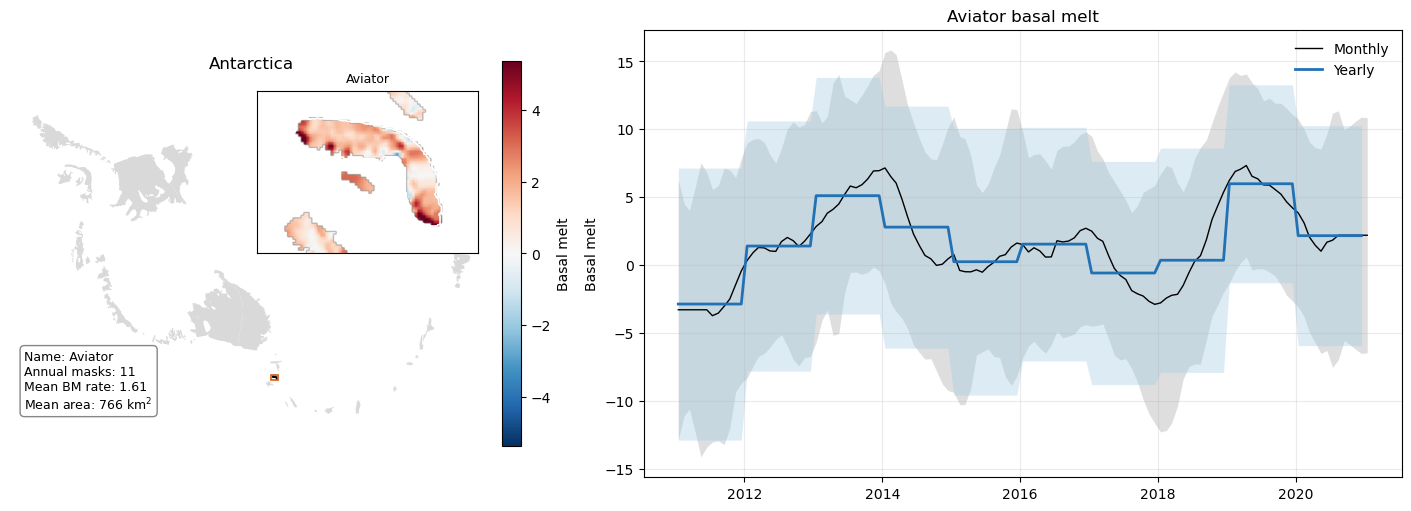 Antarctica
Aviator
4
2
0
−2
−4
Basal melt
Name: Aviator
Annual masks: 11
Mean BM rate: 1.61
Mean area: 766 km²
Aviator basal melt
Monthly
Yearly
Basal melt
15
10
5
0
−5
−10
−15
2012
2014
2016
2018
2020